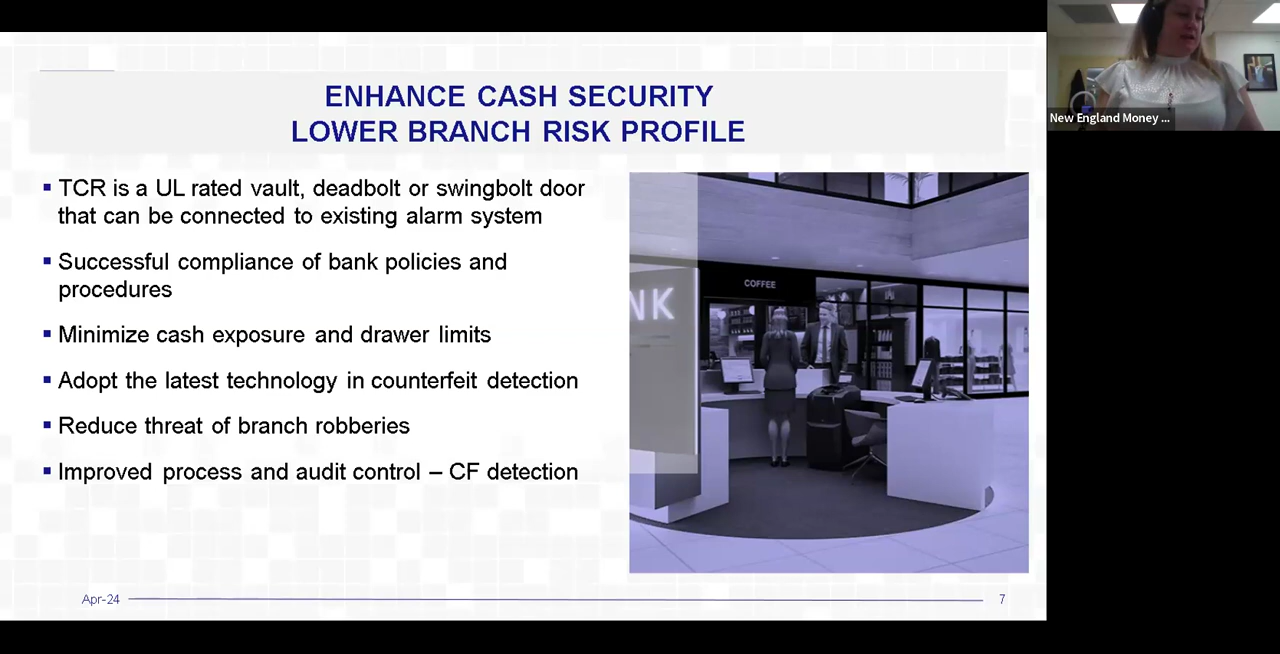 ENHANCE CASH SECURITY
LOWER BRANCH RISK PROFILE
▪ TCR is a UL rated vault, deadbolt or swingbolt door
that can be connected to existing alarm system
▪ Successful compliance of bank policies and
procedures
▪ Minimize cash exposure and drawer limits
▪ Adopt the latest technology in counterfeit detection
▪ Reduce threat of branch robberies
▪ Improved process and audit control – CF detection
COFFEE
NK
Apr-24
7
New England Money ...